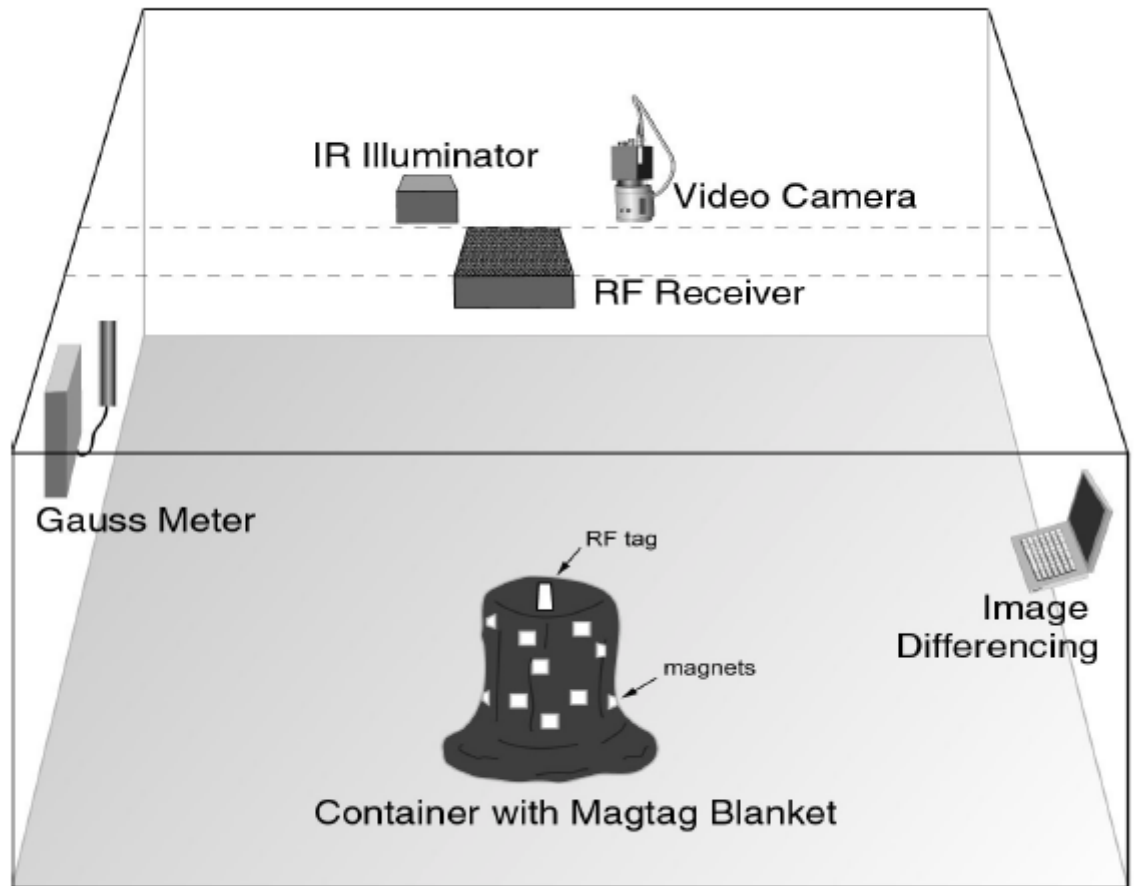 IR Illuminator
Video Camera
RF Receiver
Gauss Meter
RF tag
Image
Differencing
magnets
Container with Magtag Blanket